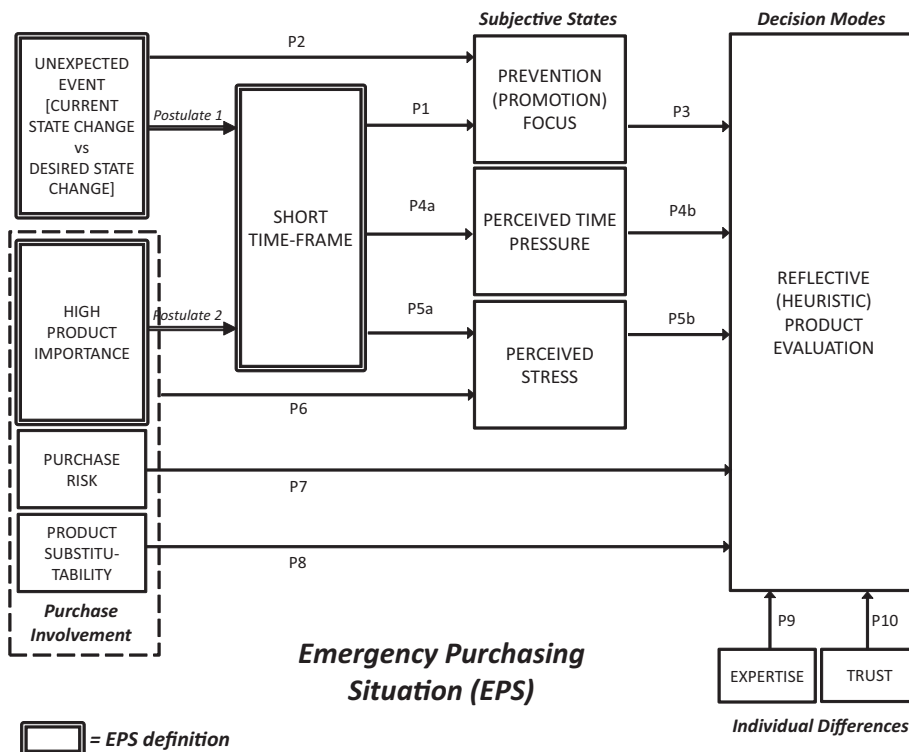 Subjective States
Decision Modes
P2
UNEXPECTED
EVENT
[CURRENT
STATE CHANGE
vs
DESIRED STATE
CHANGE]
Postulate 1
SHORT
TIME-FRAME
P1
PREVENTION
(PROMOTION)
FOCUS
P3
P4a
PERCEIVED TIME
PRESSURE
P4b
HIGH
PRODUCT
IMPORTANCE
Postulate 2
P5a
PERCEIVED
STRESS
P5b
P6
REFLECTIVE
(HEURISTIC)
PRODUCT
EVALUATION
PURCHASE
RISK
P7
PRODUCT
SUBSTITU-
TABILITY
P8
Purchase
Involvement
P9
P10
EXPERTISE
TRUST
Individual Differences
Emergency Purchasing
Situation (EPS)
= EPS definition